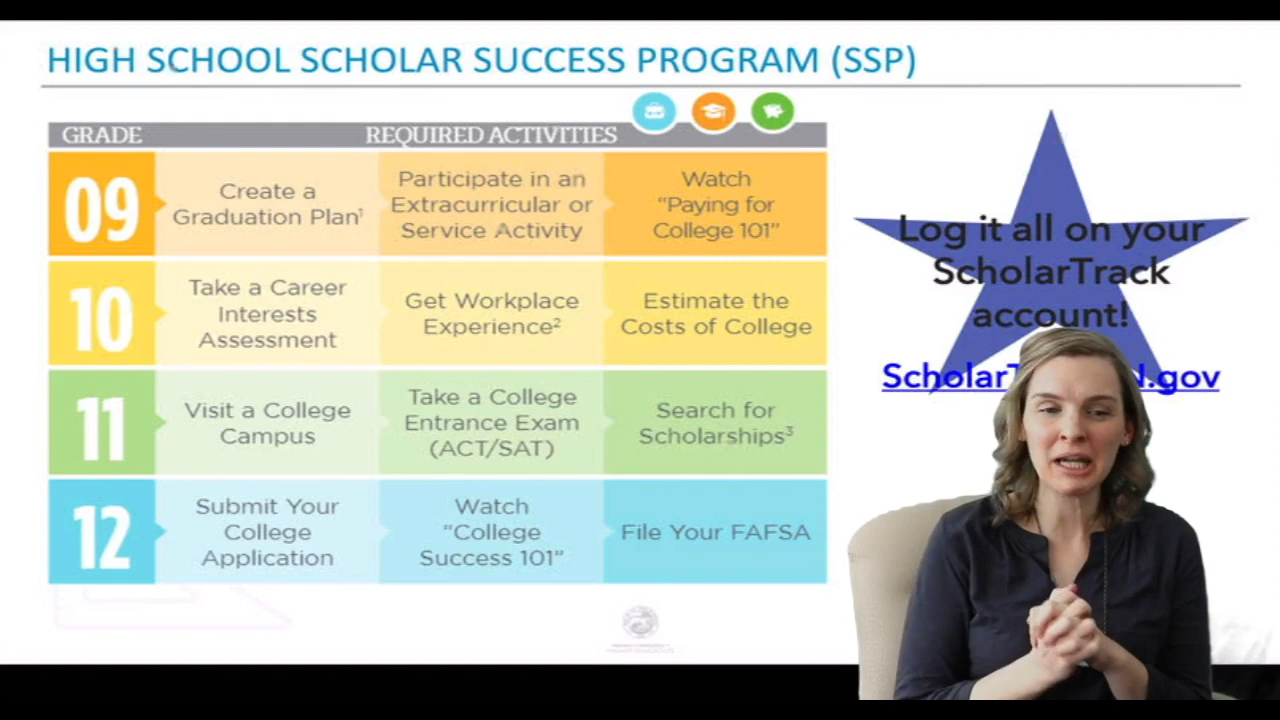 HIGH SCHOOL SCHOLAR SUCCESS PROGRAM (SSP)
GRADE
REQUIRED ACTIVITIES
09
Create a
Graduation Plan¹
Participate in an
Extracurricular or
Service Activity
Watch
"Paying for
College 101"
10
Take a Career
Interests
Assessment
Get Workplace
Experience²
Estimate the
Costs of College
11
Visit a College
Campus
Take a College
Entrance Exam
(ACT/SAT)
Search for
Scholarships³
12
Submit Your
College
Application
Watch
"College
Success 101"
File Your FAFSA
Log it all on your
ScholarTrack
account!